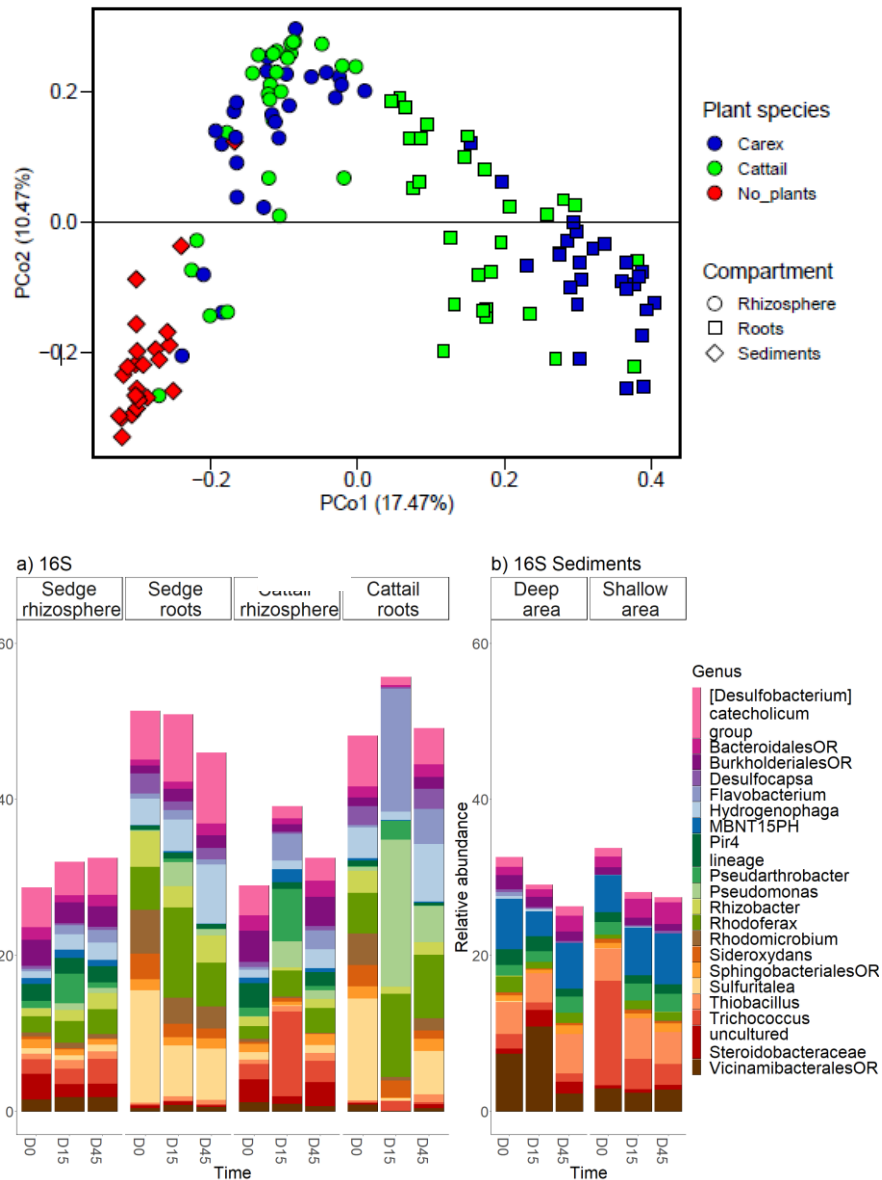 0.2
0.0
−0.2
PCo2 (10.47%)
−0.2
0.0
0.2
0.4
PCo1 (17.47%)
Plant species
Carex
Cattail
No_plants
Compartment
Rhizosphere
Roots
Sediments
a) 16S
b) 16S Sediments
Sedge
rhizosphere
Sedge
roots
rhizosphere
Cattail
roots
Deep
area
Shallow
area
60
40
20
0
D0
D15
D45
D0
D15
D45
D0
D15
D45
D0
D15
D45
Time
Relative abundance
60
40
20
0
D0
D15
D45
D0
D15
D45
Time
Genus
[Desulfobacterium]
catecholicum
group
BacteroidalesOR
BurkholderialesOR
Desulfocapsa
Flavobacterium
Hydrogenophaga
MBNT15PH
Pir4
lineage
Pseudarthrobacter
Pseudomonas
Rhizobacter
Rhodoferax
Rhodomicrobium
Sideroxydans
SphingobacterialesOR
Sulfuritalea
Thiobacillus
Trichococcus
uncultured
Steroidobacteraceae
VicinamibacteralesOR